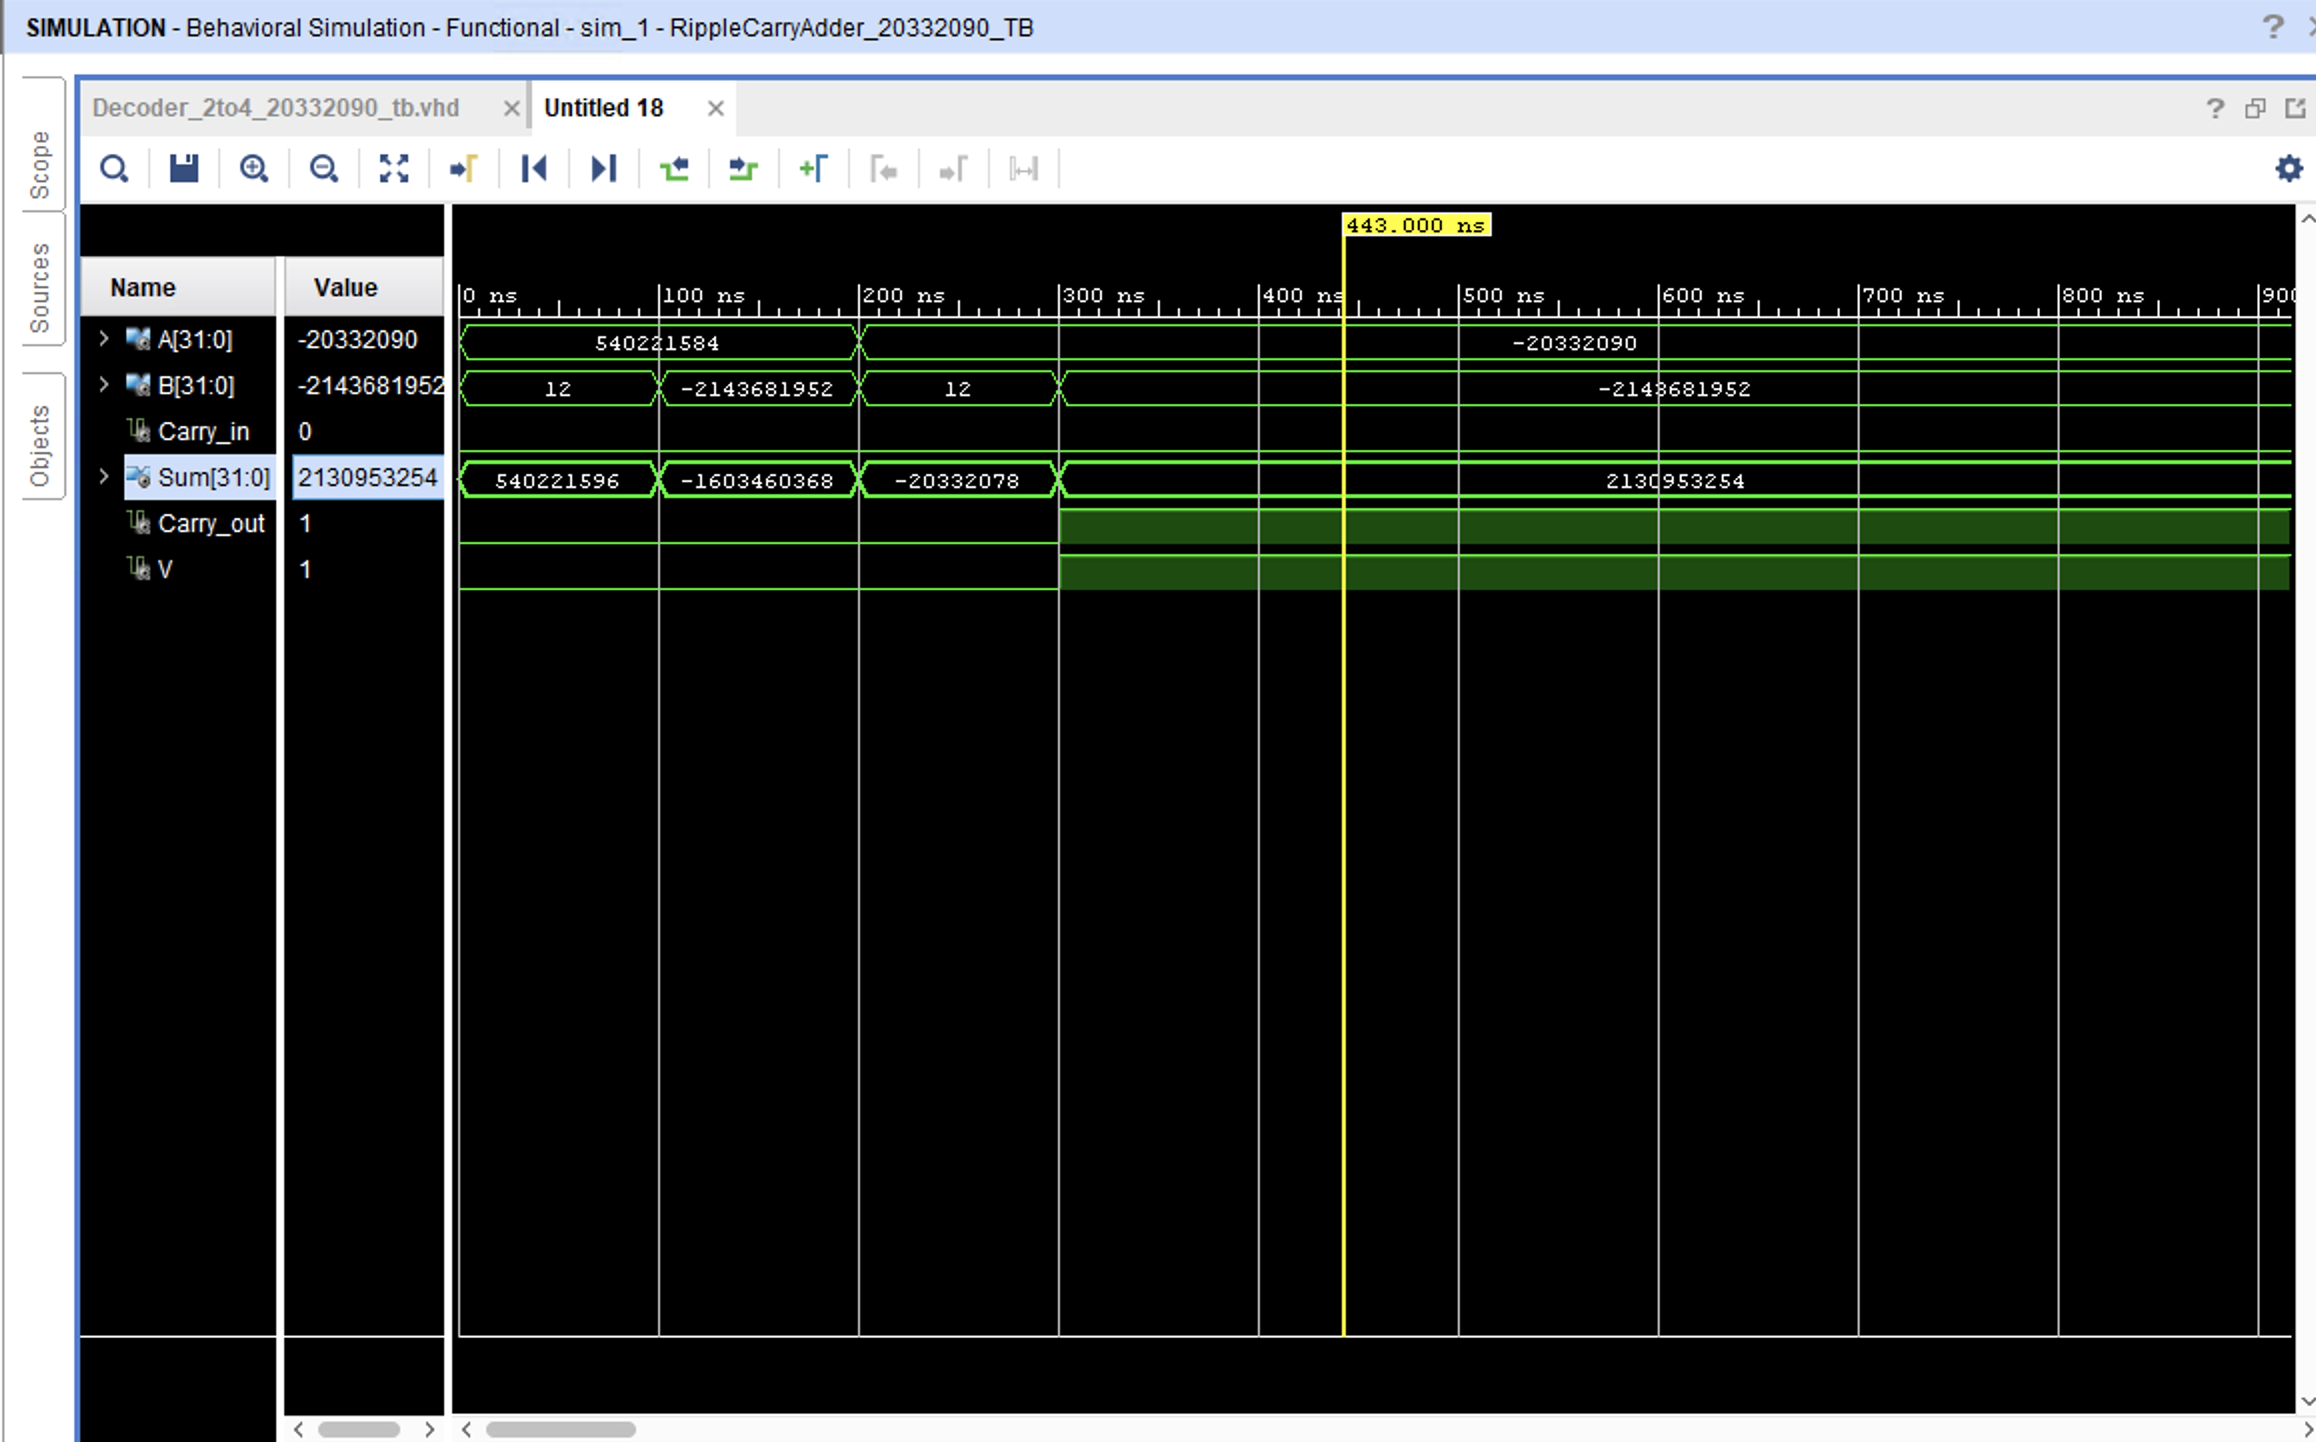 SIMULATION - Behavioral Simulation - Functional - sim_1 - RippleCarryAdder_20332090_TB
Scope
Sources
Objects
Decoder_2to4_20332090_tb.vhd
Untitled 18
443.000 ns
Name Value
0 ns 100 ns 200 ns 300 ns 400 ns 500 ns 600 ns 700 ns 800 ns 900
A[31:0] -20332090 540221584 -20332090
B[31:0] -2143681952 12 -2143681952 12 -2143681952
Carry_in 0
Sum[31:0] 2130953254 540221596 -1603460368 -20332078 2130953254
Carry_out 1
V 1